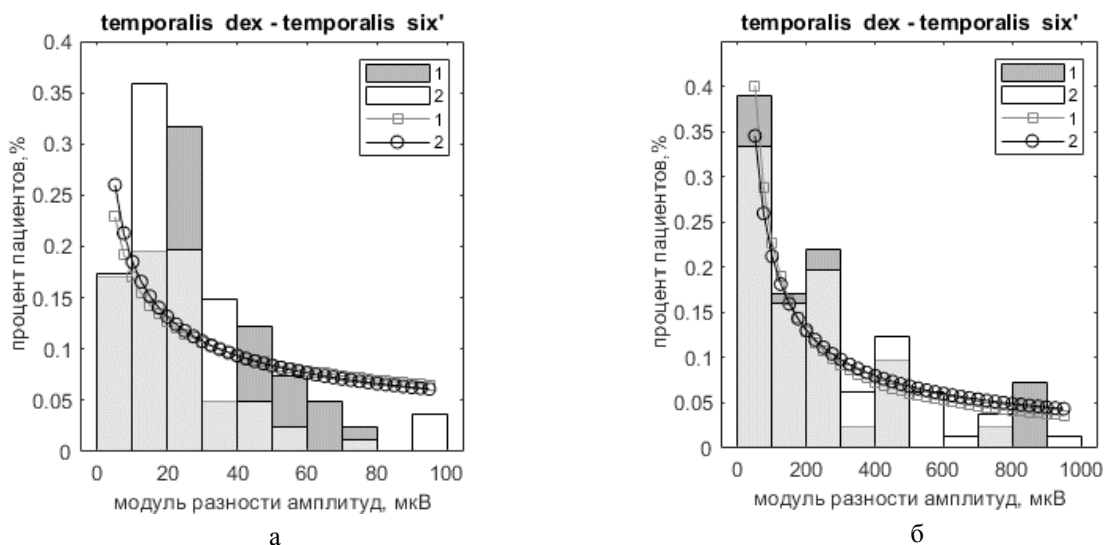 temporalis dex - temporalis six'
0.4
0.35
0.3
0.25
0.2
0.15
0.1
0.05
0
процент пациентов, %
1
2
1
2
0 20 40 60 80 100
модуль разности амплитуд, мкВ
а
temporalis dex - temporalis six'
0.4
0.35
0.3
0.25
0.2
0.15
0.1
0.05
0
процент пациентов, %
1
2
1
2
0 200 400 600 800 1000
модуль разности амплитуд, мкВ
б